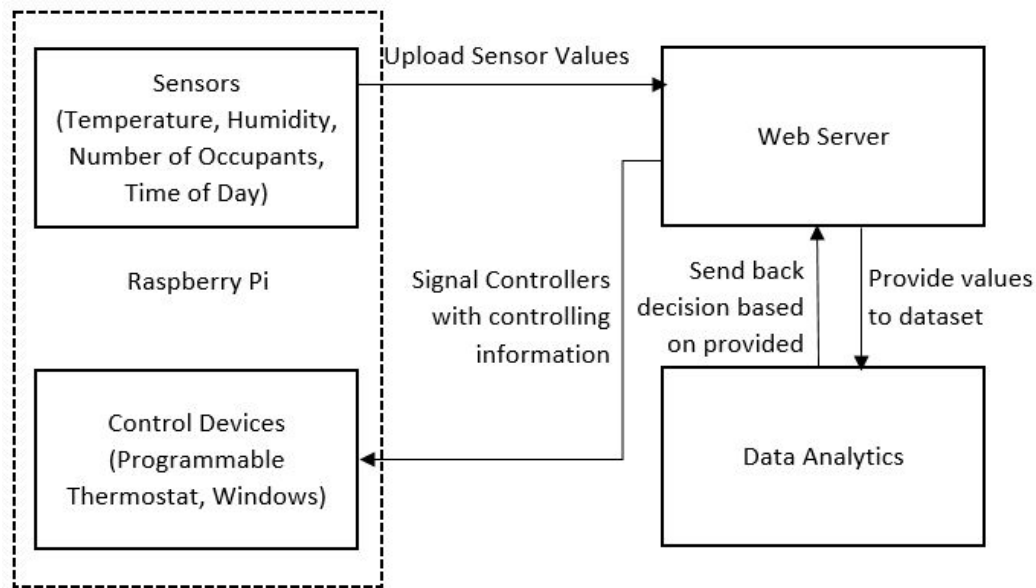 Sensors
(Temperature, Humidity,
Number of Occupants,
Time of Day)
Upload Sensor Values
Web Server
Raspberry Pi
Signal Controllers
with controlling
information
Send back
decision based
on provided
Provide values
to dataset
Control Devices
(Programmable
Thermostat, Windows)
Data Analytics